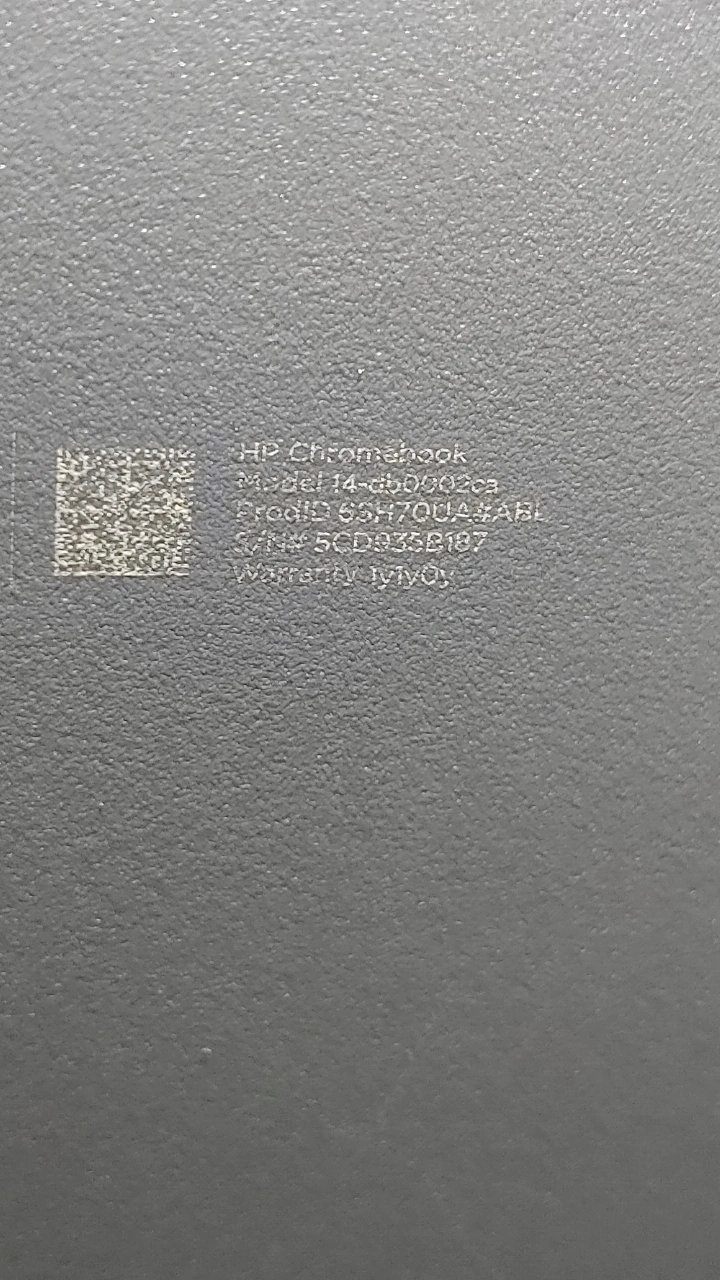 HP Chromebook
Model 14-db0002ca
ProdID 6SH70UA#ABL
S/N# 5CD935B187
Warranty 1y1y0y